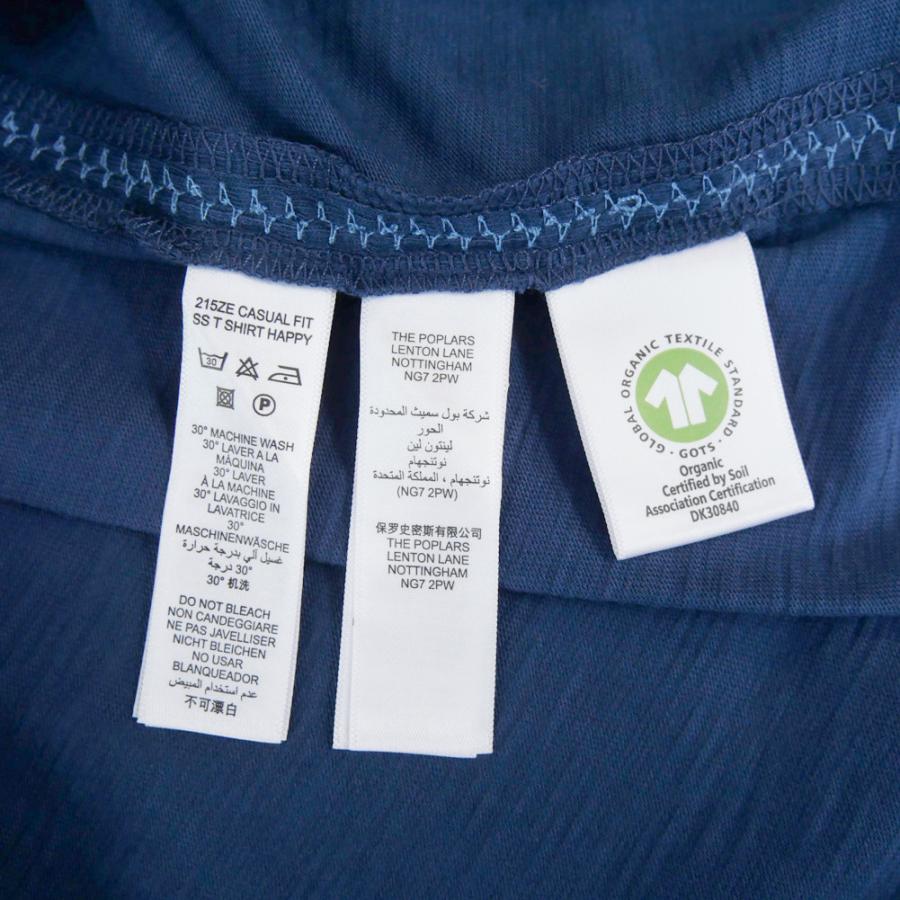 215ZE CASUAL FIT
SS T SHIRT HAPPY
30
P
30° MACHINE WASH
30° LAVER A LA
MÀQUINA
30° LAVER
À LA MACHINE
30° LAVAGGIO IN
LAVATRICE
30°
MASCHINENWÀSCHE
غسيل آلي بدرجة حرارة
30° درجة
30° 机洗
DO NOT BLEACH
NON CANDEGGIARE
NE PAS JAVELLISER
NICHT BLEICHEN
NO USAR
BLANQUEADOR
عدم استخدام المبيض
不可漂白
THE POPLARS
LENTON LANE
NOTTINGHAM
NG7 2PW
شركة بول سميث المحدودة
الحور
لينتون لين
نوتنجهام
نوتنجهام ، المملكة المتحدة
(NG7 2PW)
保罗史密斯有限公司
THE POPLARS
LENTON LANE
NOTTINGHAM
NG7 2PW
GLOBAL ORGANIC TEXTILE STANDARD · GOTS ·
Organic
Certified by Soil
Association Certification
DK30840